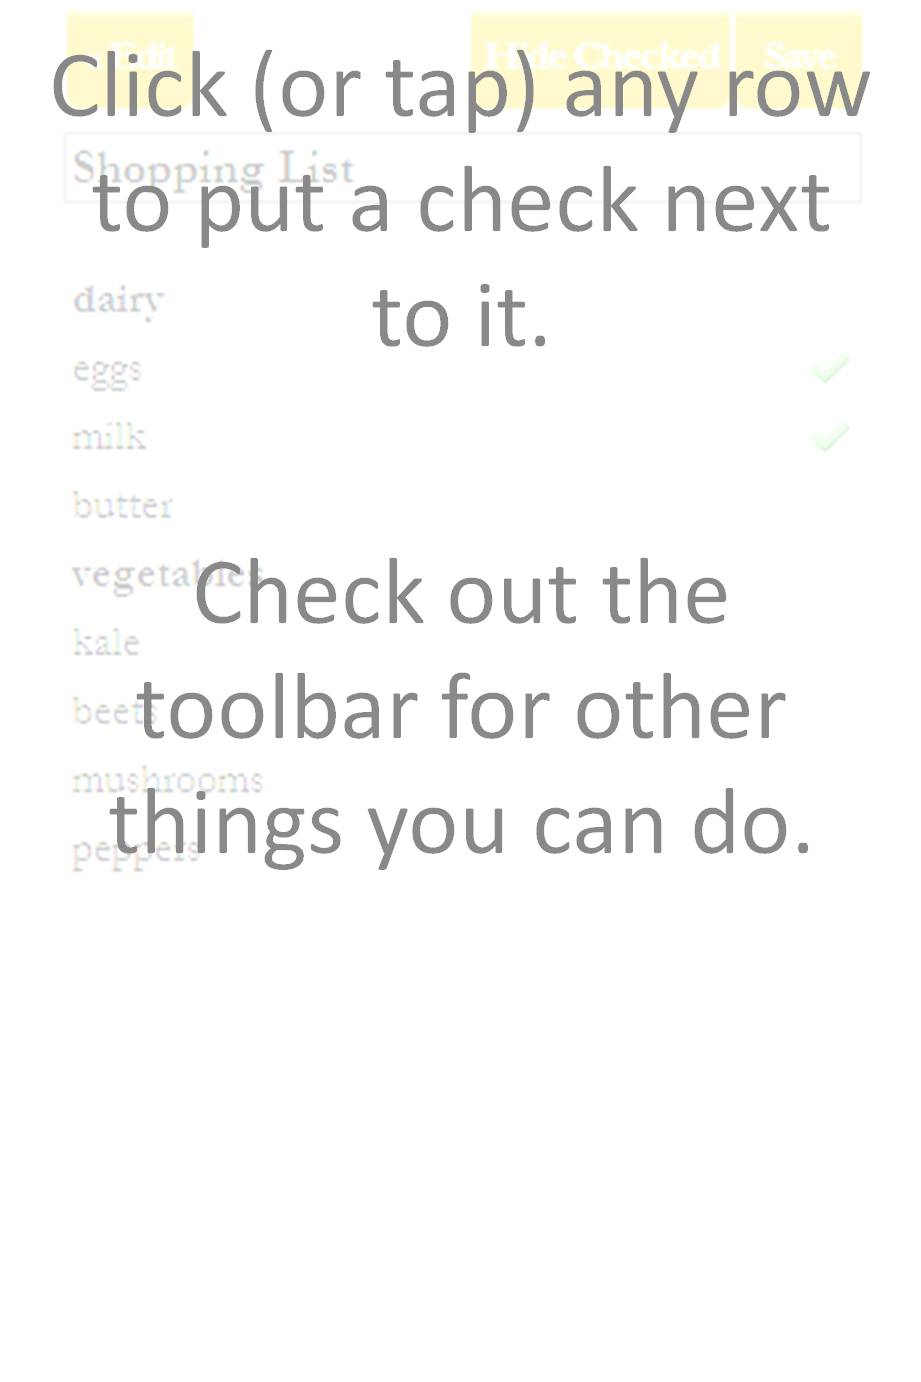 Edit
Hide Checked
Save
Click (or tap) any row
to put a check next
to it.
Shopping List
dairy
eggs
milk
butter
vegetables
kale
beets
mushrooms
peppers
Check out the
toolbar for other
things you can do.